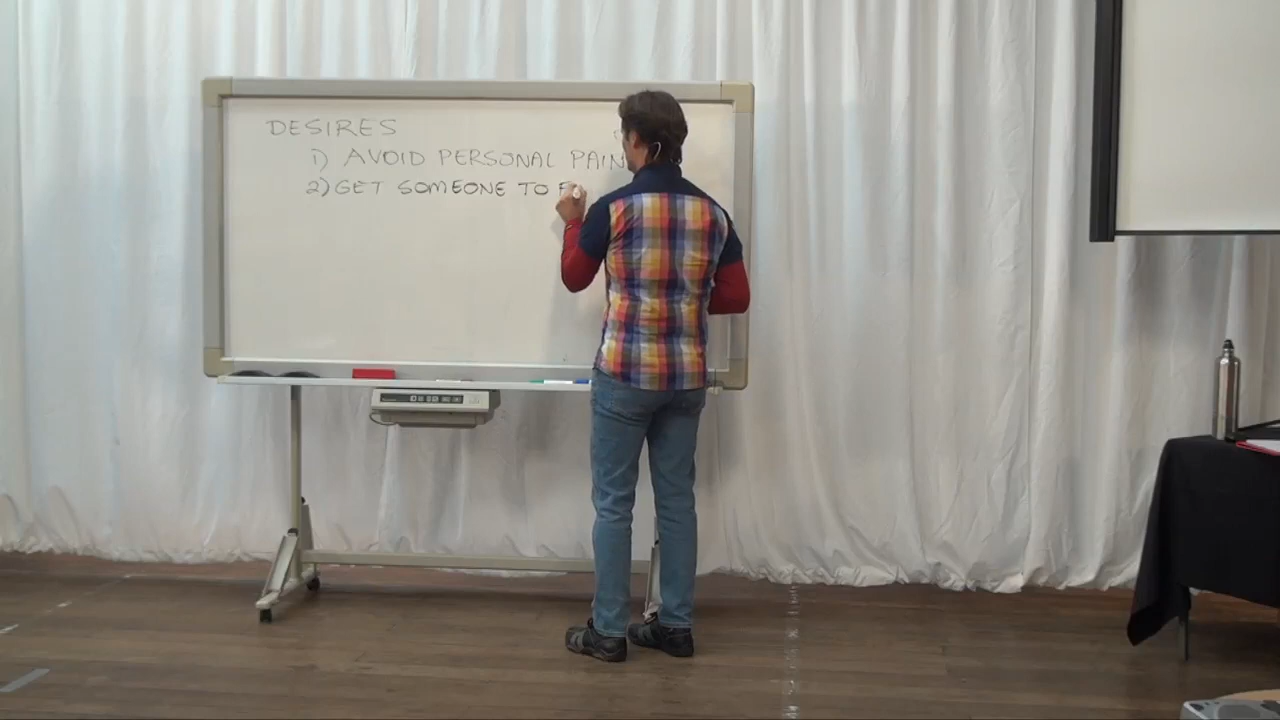 DESIRES
1) AVOID PERSONAL PAIN
2) GET SOMEONE TO